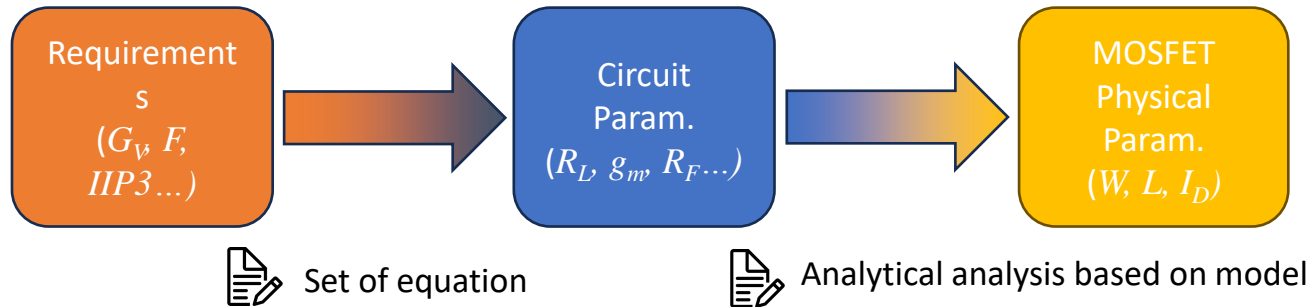 Requirement
s
(G_V, F,
IIP3…)
Circuit
Param.
(R_L, g_m, R_F…)
MOSFET
Physical
Param.
(W, L, I_D)
Set of equation
Analytical analysis based on model